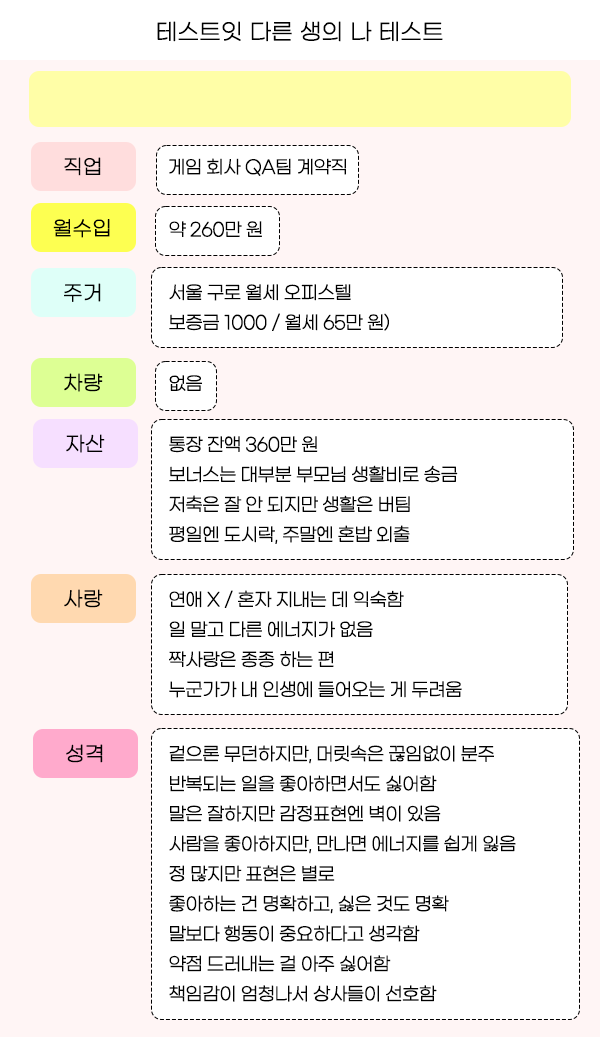 테스트잇 다른 생의 나 테스트
직업
게임 회사 QA팀 계약직
월수입
약 260만 원
주거
서울 구로 월세 오피스텔
보증금 1000 / 월세 65만 원)
차량
없음
자산
통장 잔액 360만 원
보너스는 대부분 부모님 생활비로 송금
저축은 잘 안 되지만 생활은 버팀
평일엔 도시락, 주말엔 혼밥 외출
사랑
연애 X / 혼자 지내는 데 익숙함
일 말고 다른 에너지가 없음
짝사랑은 종종 하는 편
누군가가 내 인생에 들어오는 게 두려움
성격
겉으론 무던하지만, 머릿속은 끊임없이 분주
반복되는 일을 좋아하면서도 싫어함
말은 잘하지만 감정표현엔 벽이 있음
사람을 좋아하지만, 만나면 에너지를 쉽게 잃음
정 많지만 표현은 별로
좋아하는 건 명확하고, 싫은 것도 명확
말보다 행동이 중요하다고 생각함
약점 드러내는 걸 아주 싫어함
책임감이 엄청나서 상사들이 선호함